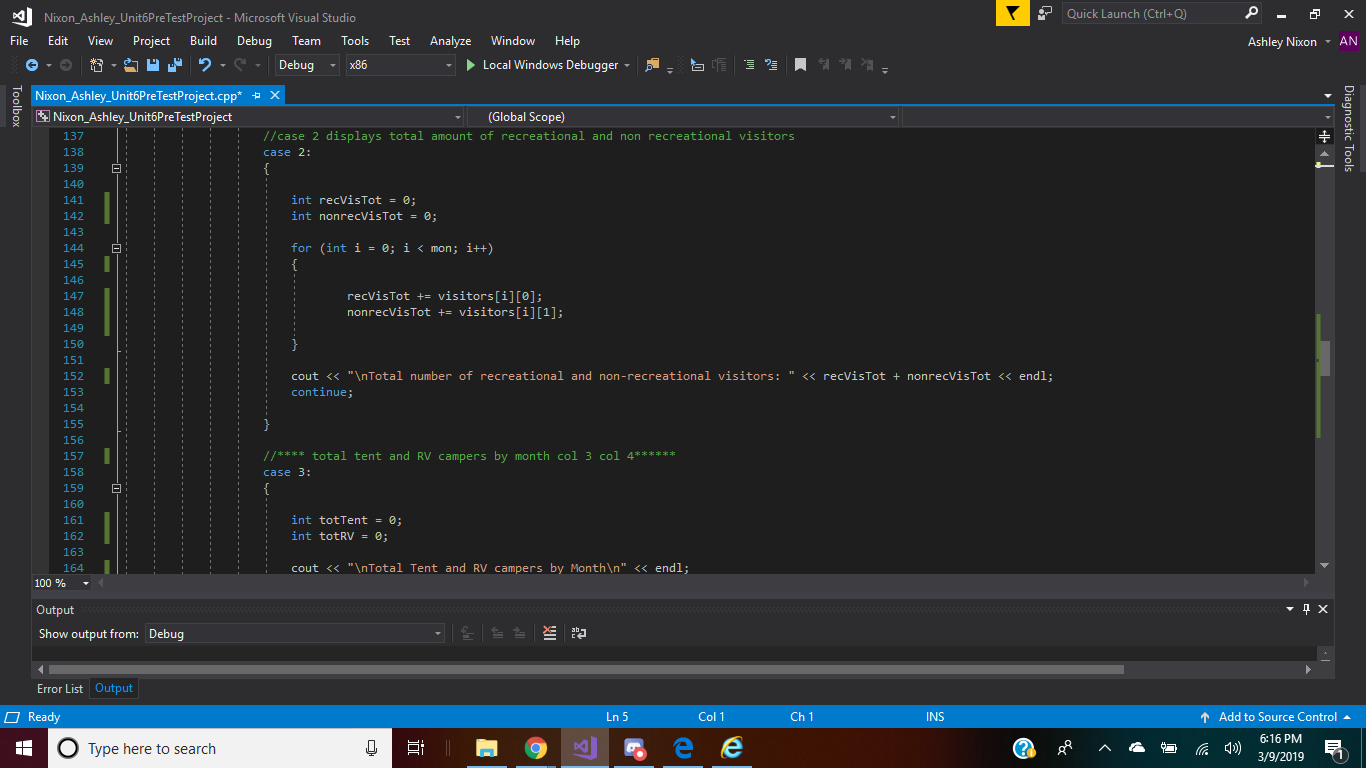 Nixon_Ashley_Unit6PreTestProject - Microsoft Visual Studio
Quick Launch (Ctrl+Q)
File Edit View Project Build Debug Team Tools Test Analyze Window Help
Ashley Nixon AN
Debug x86 Local Windows Debugger
Toolbox
Nixon_Ashley_Unit6PreTestProject.cpp*
Diagnostic Tools
Nixon_Ashley_Unit6PreTestProject (Global Scope)
137 //case 2 displays total amount of recreational and non recreational visitors
138 case 2:
139 {
140
141 int recVisTot = 0;
142 int nonrecVisTot = 0;
143
144 for (int i = 0; i < mon; i++)
145 {
146
147 recVisTot += visitors[i][0];
148 nonrecVisTot += visitors[i][1];
149
150 }
151
152 cout << "\nTotal number of recreational and non-recreational visitors: " << recVisTot + nonrecVisTot << endl;
153 continue;
154
155 }
156
157 //**** total tent and RV campers by month col 3 col 4******
158 case 3:
159 {
160
161 int totTent = 0;
162 int totRV = 0;
163
164 cout << "\nTotal Tent and RV campers by Month\n" << endl;
100 %
Output
Show output from: Debug
Error List Output
Ready Ln 5 Col 1 Ch 1 INS Add to Source Control
Type here to search
6:16 PM
3/9/2019
1